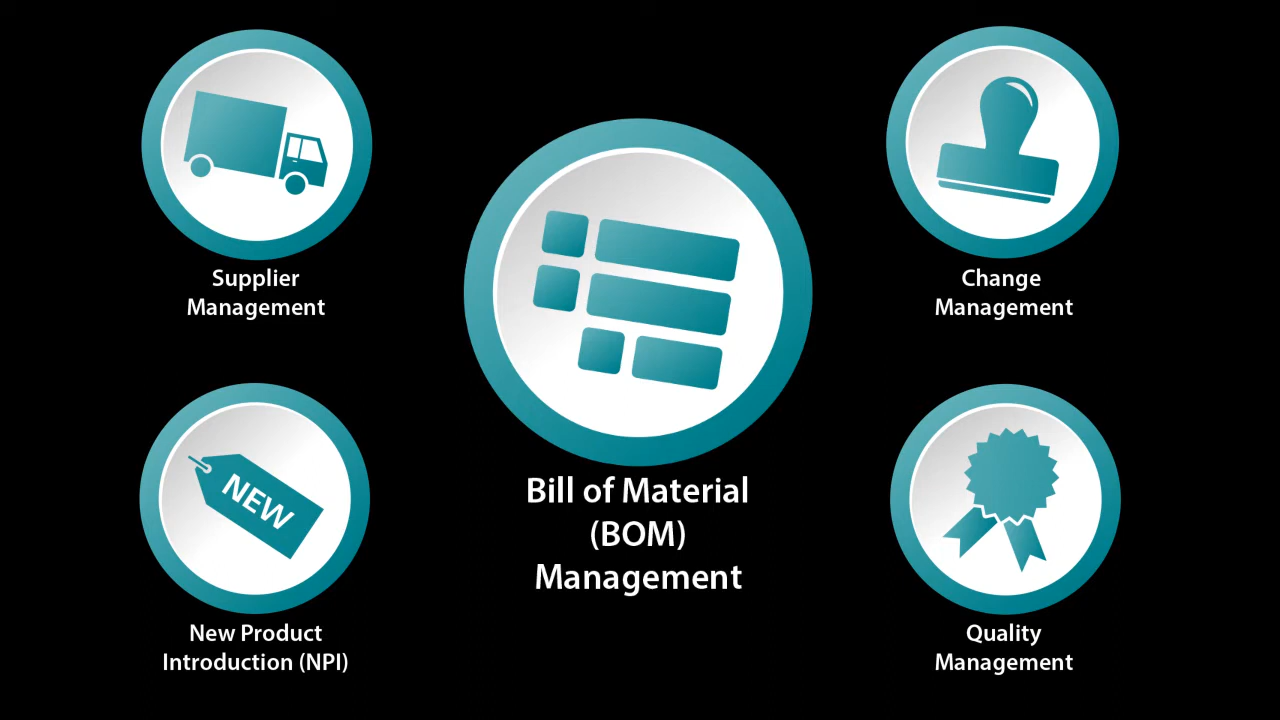 Supplier
Management
Change
Management
Bill of Material
(BOM)
Management
NEW
New Product
Introduction (NPI)
Quality
Management